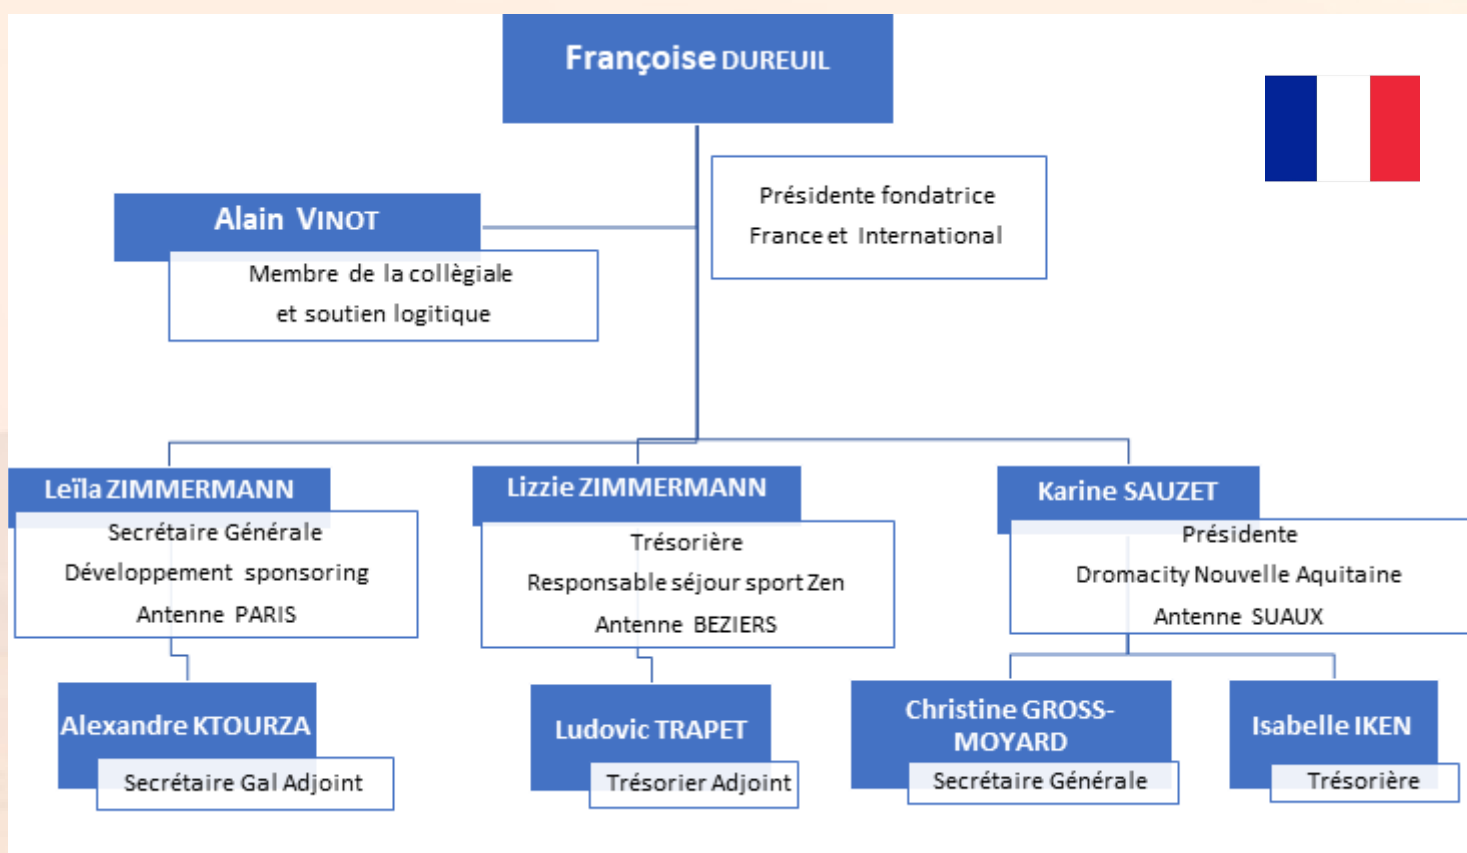 Françoise DUREUIL
Présidente fondatrice
France et International
Alain VINOT
Membre de la collègiale
et soutien logitique
Leïla ZIMMERMANN
Secrétaire Générale
Développement sponsoring
Antenne PARIS
Lizzie ZIMMERMANN
Trésorière
Responsable séjour sport Zen
Antenne BEZIERS
Karine SAUZET
Présidente
Dromacity Nouvelle Aquitaine
Antenne SUAUX
Alexandre KTOURZA
Secrétaire Gal Adjoint
Ludovic TRAPET
Trésorier Adjoint
Christine GROSS-
MOYARD
Secrétaire Générale
Isabelle IKEN
Trésorière